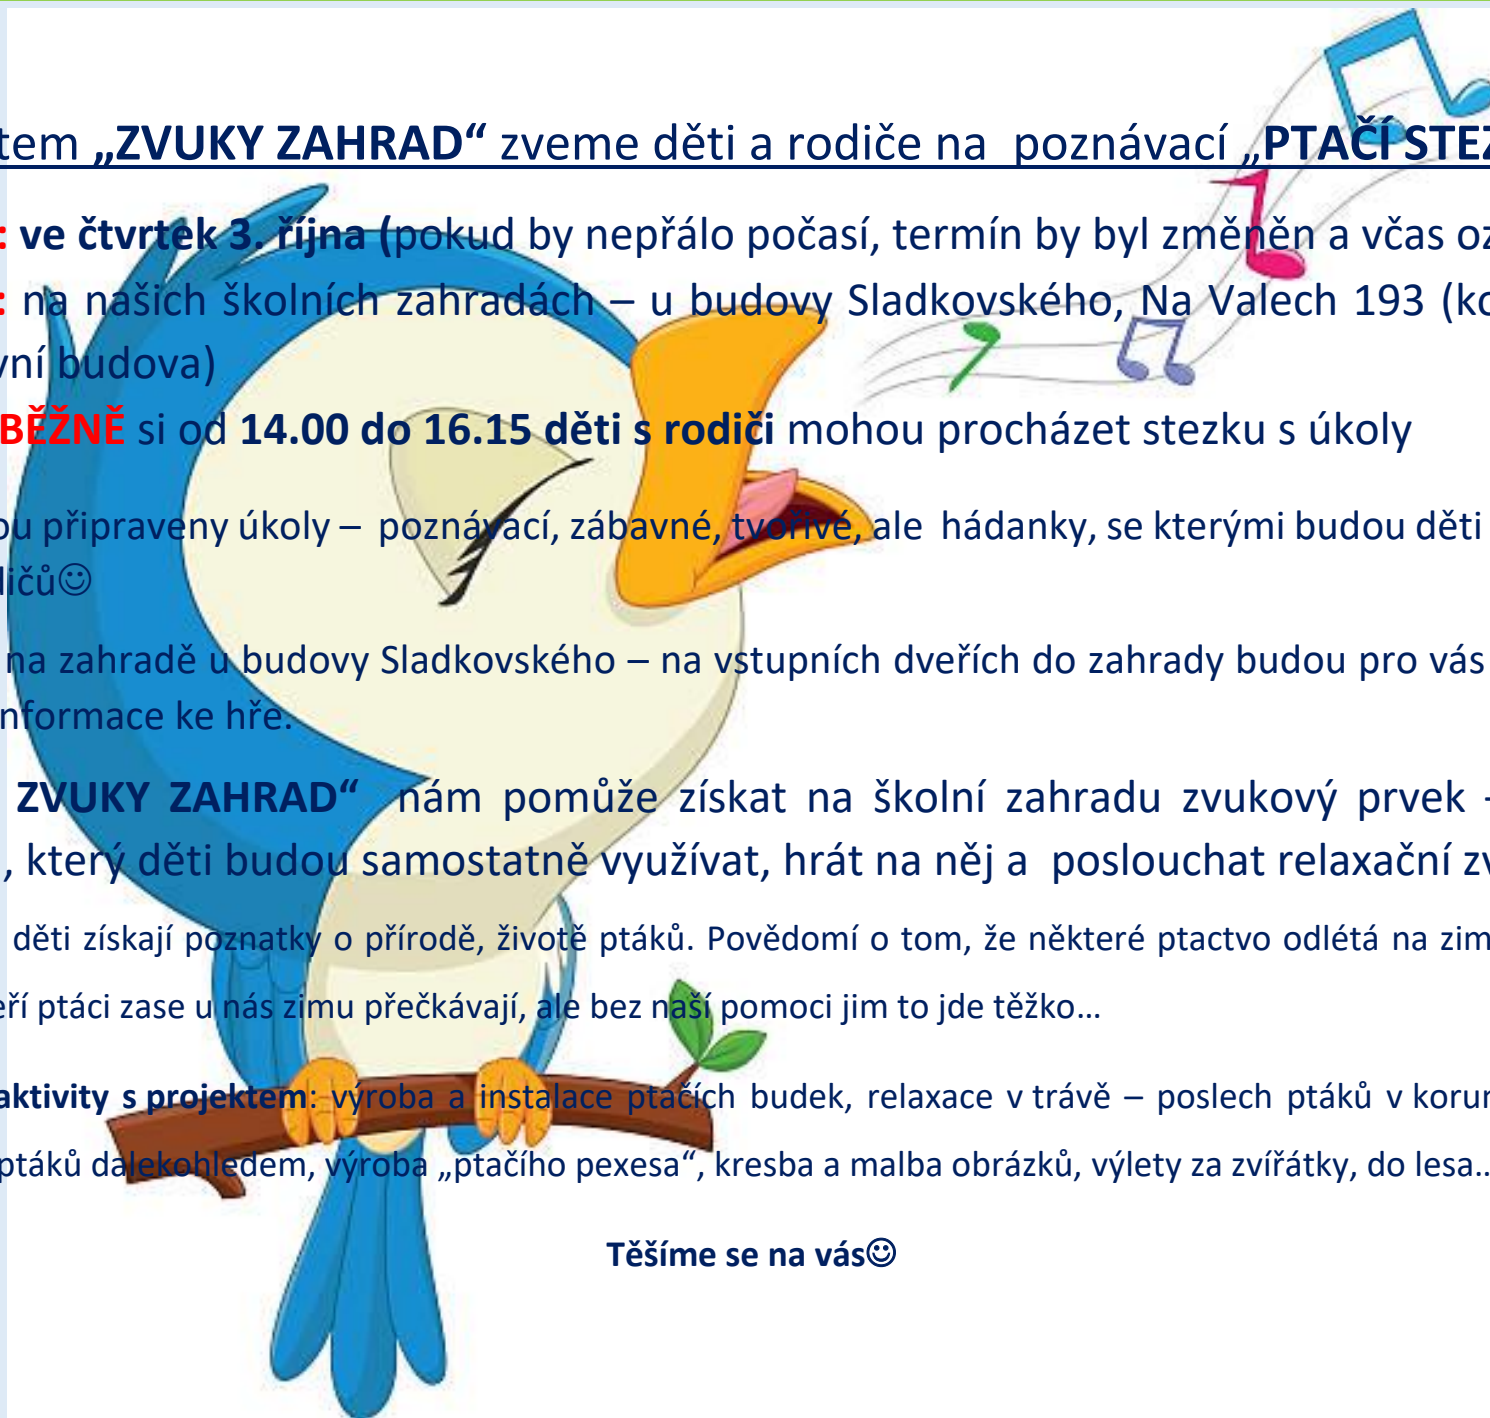 tem „ZVUKY ZAHRAD“ zveme děti a rodiče na poznávací „PTAČÍ STEZ
: ve čtvrtek 3. října (pokud by nepřálo počasí, termín by byl změněn a včas oz
: na našich školních zahradách – u budovy Sladkovského, Na Valech 193 (ko
vní budova)
BĚŽNĚ si od 14.00 do 16.15 děti s rodiči mohou procházet stezku s úkoly
ou připraveny úkoly – poznávací, zábavné, tvořivé, ale hádanky, se kterými budou děti
dičů☺
na zahradě u budovy Sladkovského – na vstupních dveřích do zahrady budou pro vás
nformace ke hře.
ZVUKY ZAHRAD“ nám pomůže získat na školní zahradu zvukový prvek –
, který děti budou samostatně využívat, hrát na něj a poslouchat relaxační zv
děti získají poznatky o přírodě, životě ptáků. Povědomí o tom, že některé ptactvo odlétá na zim
eří ptáci zase u nás zimu přečkávají, ale bez naší pomoci jim to jde těžko…
aktivity s projektem: výroba a instalace ptačích budek, relaxace v trávě – poslech ptáků v korun
ptáků dalekohledem, výroba „ptačího pexesa“, kresba a malba obrázků, výlety za zvířátky, do lesa…
Těšíme se na vás☺